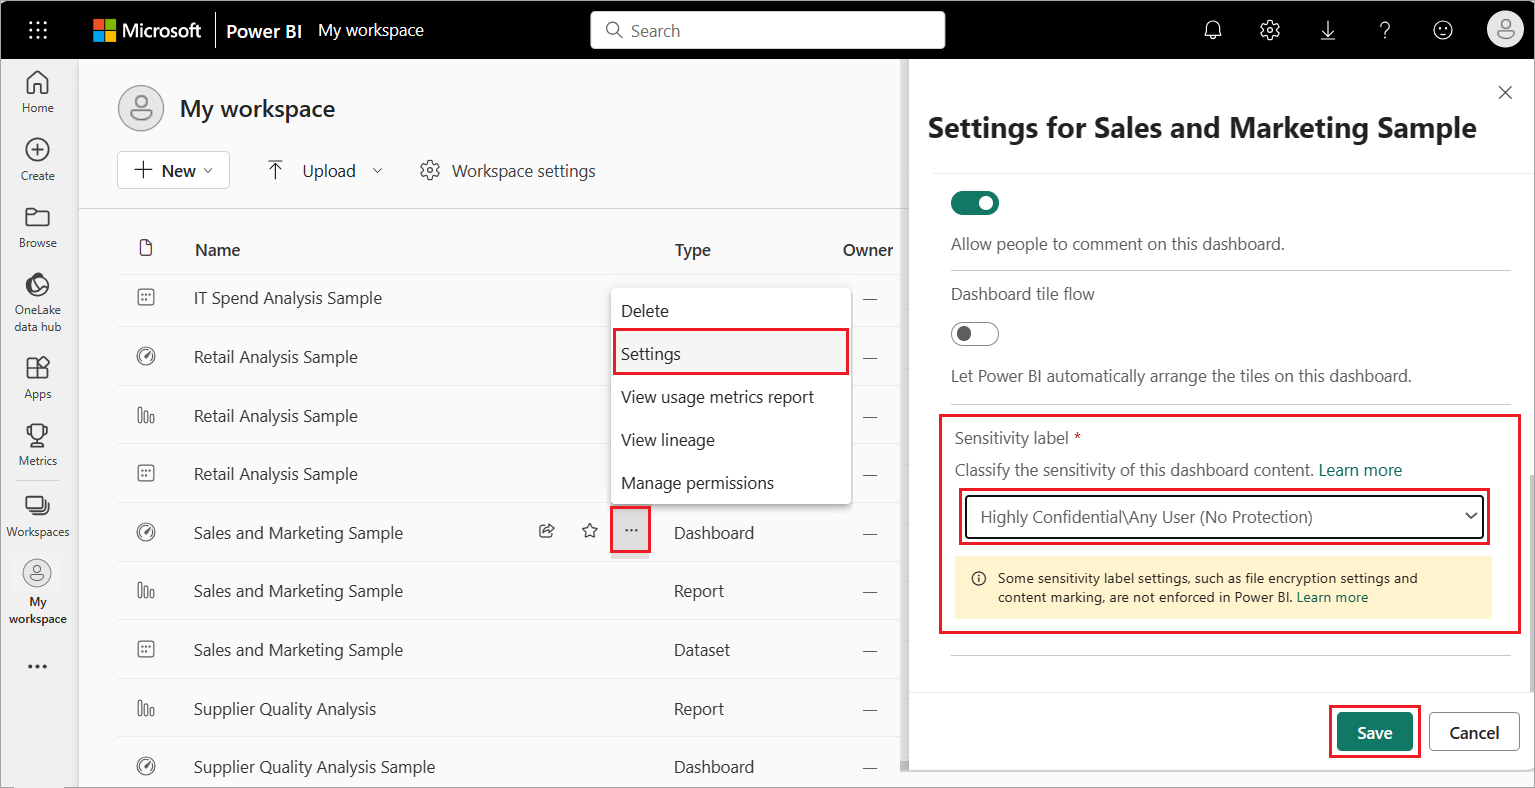 Microsoft Power BI My workspace
Search
Home
Create
Browse
OneLake
data hub
Apps
Metrics
Workspaces
My
workspace
My workspace
New
Upload
Workspace settings
Name Type Owner
IT Spend Analysis Sample —
Retail Analysis Sample —
Retail Analysis Sample —
Retail Analysis Sample —
Sales and Marketing Sample ... Dashboard —
Sales and Marketing Sample Report —
Sales and Marketing Sample Dataset —
Supplier Quality Analysis Report —
Supplier Quality Analysis Sample Dashboard —
Delete
Settings
View usage metrics report
View lineage
Manage permissions
Settings for Sales and Marketing Sample
Allow people to comment on this dashboard.
Dashboard tile flow
Let Power BI automatically arrange the tiles on this dashboard.
Sensitivity label *
Classify the sensitivity of this dashboard content. Learn more
Highly Confidential\Any User (No Protection)
Some sensitivity label settings, such as file encryption settings and
content marking, are not enforced in Power BI. Learn more
Save
Cancel